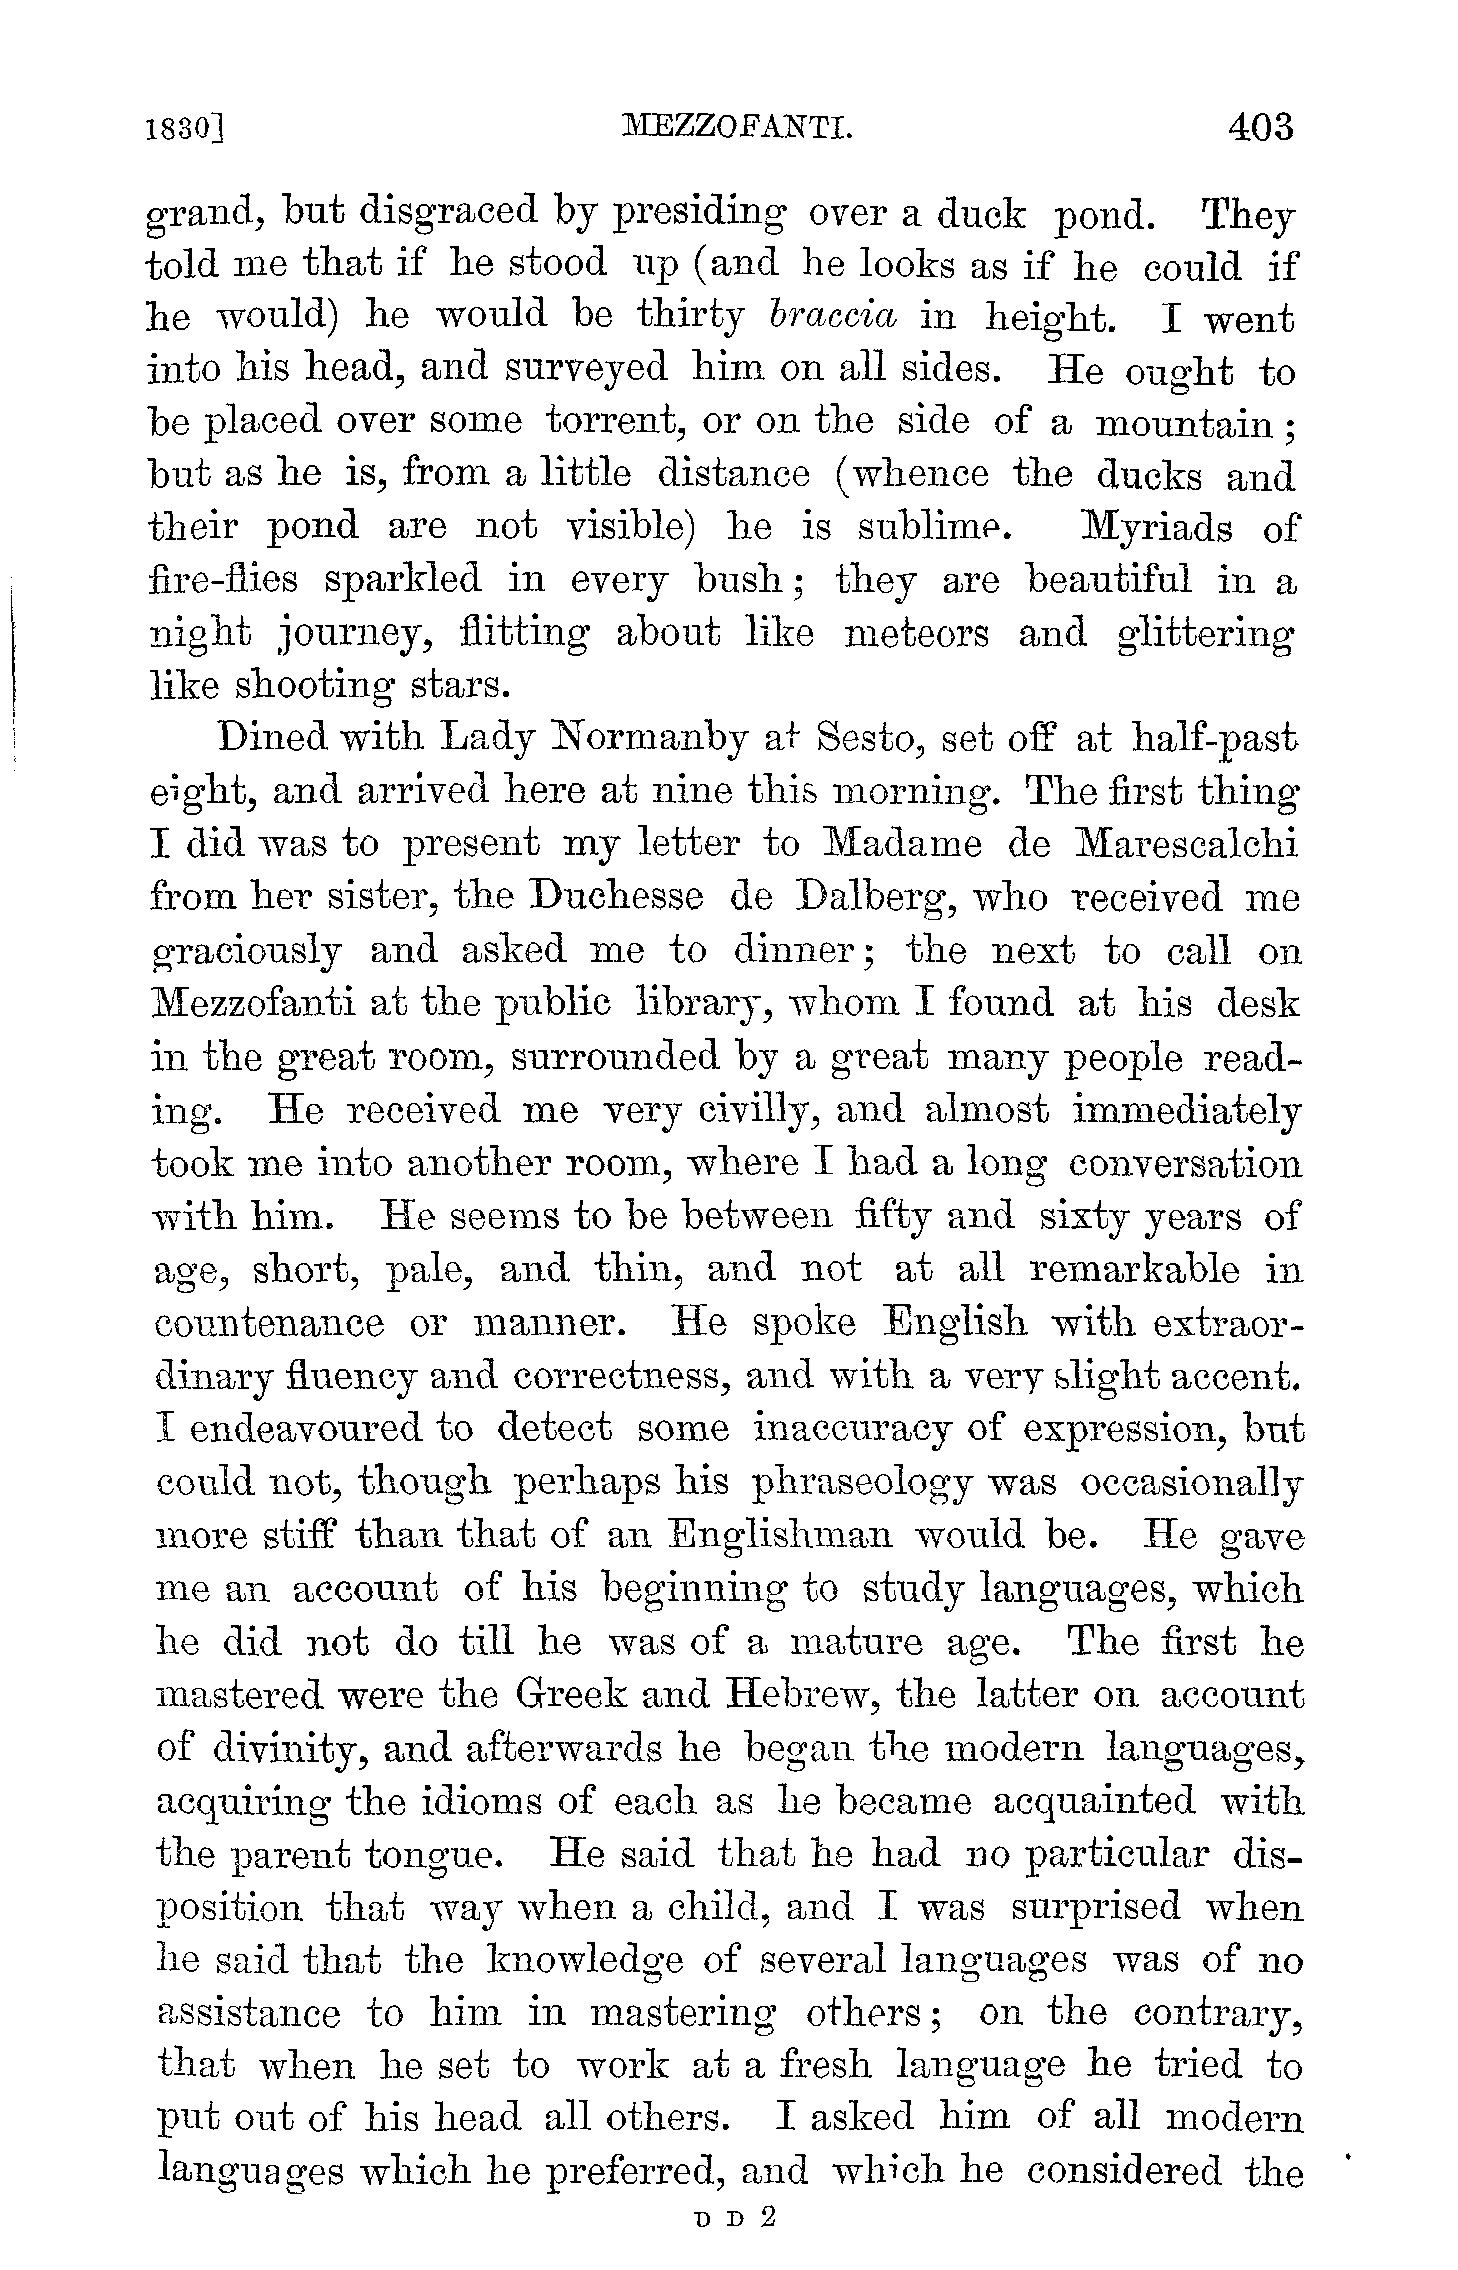 1830] MEZZOFANTI. 403
grand, but disgraced by presiding over a duck pond. They
told me that if he stood up (and he looks as if he could if
he would) he would be thirty braccia in height. I went
into his head, and surveyed him on all sides. He ought to
be placed over some torrent, or on the side of a mountain;
but as he is, from a little distance (whence the ducks and
their pond are not visible) he is sublime. Myriads of
fire-flies sparkled in every bush; they are beautiful in a
night journey, flitting about like meteors and glittering
like shooting stars.
Dined with Lady Normanby at Sesto, set off at half-past
eight, and arrived here at nine this morning. The first thing
I did was to present my letter to Madame de Marescalchi
from her sister, the Duchesse de Dalberg, who received me
graciously and asked me to dinner; the next to call on
Mezzofanti at the public library, whom I found at his desk
in the great room, surrounded by a great many people read-
ing. He received me very civilly, and almost immediately
took me into another room, where I had a long conversation
with him. He seems to be between fifty and sixty years of
age, short, pale, and thin, and not at all remarkable in
countenance or manner. He spoke English with extraor-
dinary fluency and correctness, and with a very slight accent.
I endeavoured to detect some inaccuracy of expression, but
could not, though perhaps his phraseology was occasionally
more stiff than that of an Englishman would be. He gave
me an account of his beginning to study languages, which
he did not do till he was of a mature age. The first he
mastered were the Greek and Hebrew, the latter on account
of divinity, and afterwards he began the modern languages,
acquiring the idioms of each as he became acquainted with
the parent tongue. He said that he had no particular dis-
position that way when a child, and I was surprised when
he said that the knowledge of several languages was of no
assistance to him in mastering others; on the contrary,
that when he set to work at a fresh language he tried to
put out of his head all others. I asked him of all modern
languages which he preferred, and which he considered the
D D 2